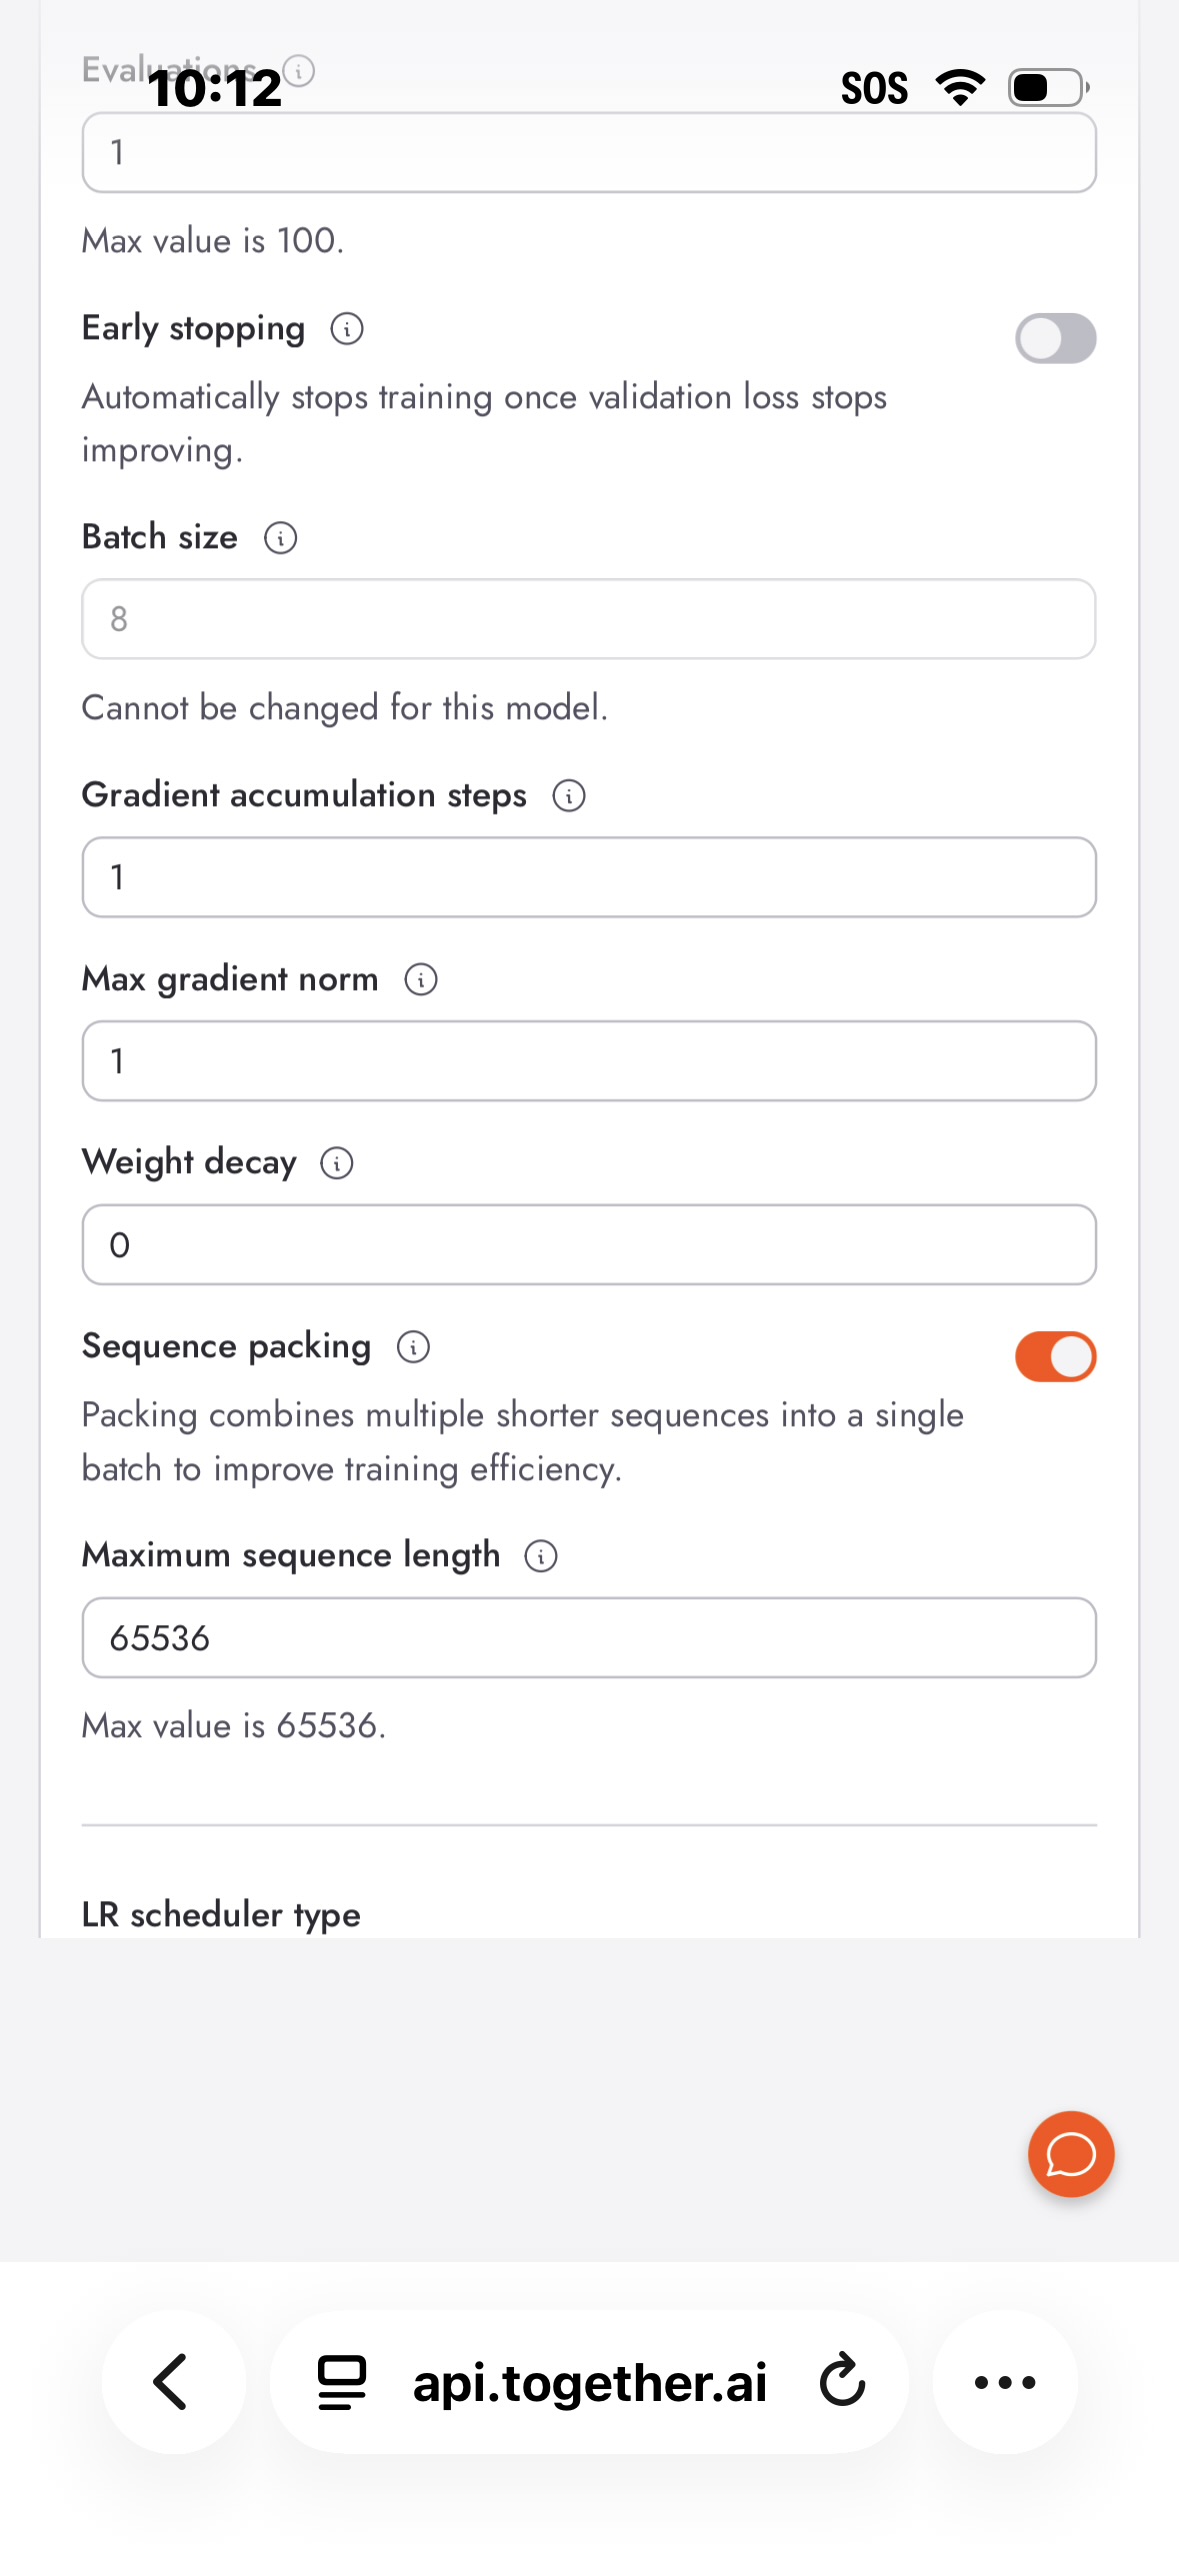 Evaluations
10:12
SOS
1
Max value is 100.
Early stopping
Automatically stops training once validation loss stops
improving.
Batch size
8
Cannot be changed for this model.
Gradient accumulation steps
1
Max gradient norm
1
Weight decay
0
Sequence packing
Packing combines multiple shorter sequences into a single
batch to improve training efficiency.
Maximum sequence length
65536
Max value is 65536.
LR scheduler type
api.together.ai